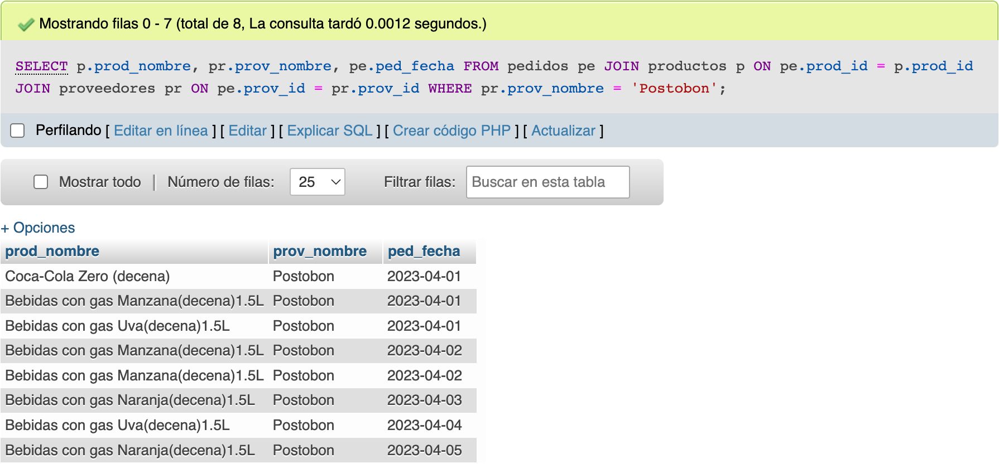 Mostrando filas 0 - 7 (total de 8, La consulta tardó 0.0012 segundos.)
SELECT p.prod_nombre, pr.prov_nombre, pe.ped_fecha FROM pedidos pe JOIN productos p ON pe.prod_id = p.prod_id
JOIN proveedores pr ON pe.prov_id = pr.prov_id WHERE pr.prov_nombre = 'Postobon';
Perfilando [ Editar en línea ] [ Editar ] [ Explicar SQL ] [ Crear código PHP ] [ Actualizar ]
Mostrar todo | Número de filas: 25 Filtrar filas: Buscar en esta tabla
+ Opciones
prod_nombre prov_nombre ped_fecha
Coca-Cola Zero (decena) Postobon 2023-04-01
Bebidas con gas Manzana(decena)1.5L Postobon 2023-04-01
Bebidas con gas Uva(decena)1.5L Postobon 2023-04-01
Bebidas con gas Manzana(decena)1.5L Postobon 2023-04-02
Bebidas con gas Manzana(decena)1.5L Postobon 2023-04-02
Bebidas con gas Naranja(decena)1.5L Postobon 2023-04-03
Bebidas con gas Uva(decena)1.5L Postobon 2023-04-04
Bebidas con gas Naranja(decena)1.5L Postobon 2023-04-05